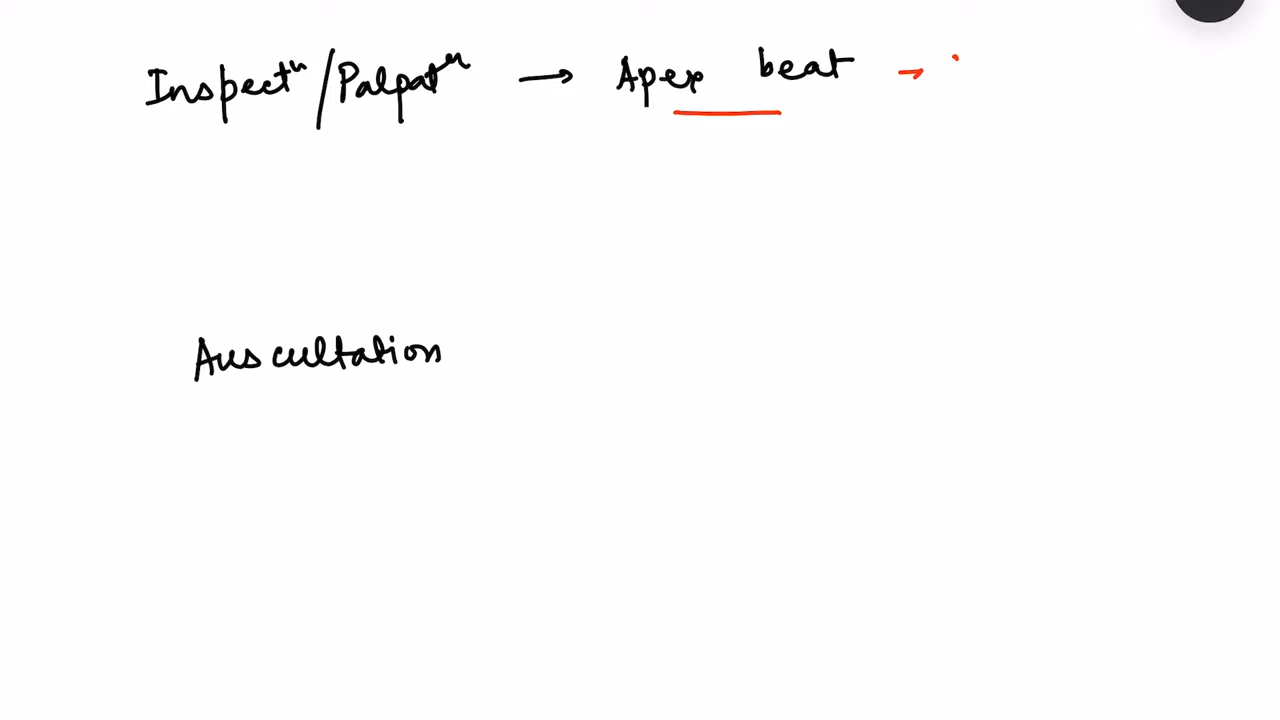 Inspectⁿ/Palpatⁿ → Apex beat →
Auscultation